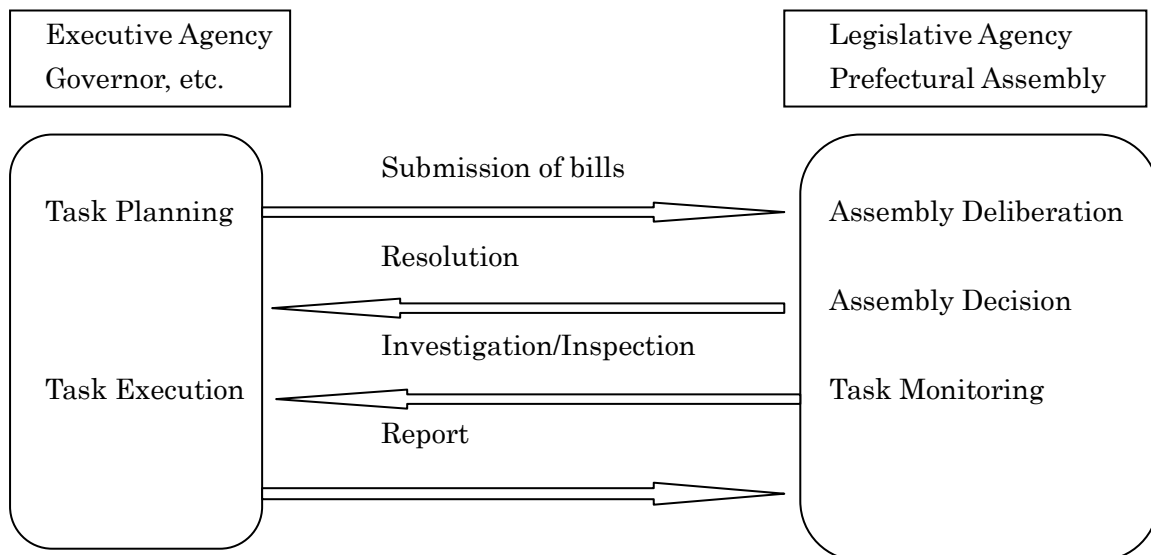 Executive Agency
Governor, etc.
Legislative Agency
Prefectural Assembly
Submission of bills
Task Planning
Assembly Deliberation
Resolution
Assembly Decision
Investigation/Inspection
Task Execution
Task Monitoring
Report